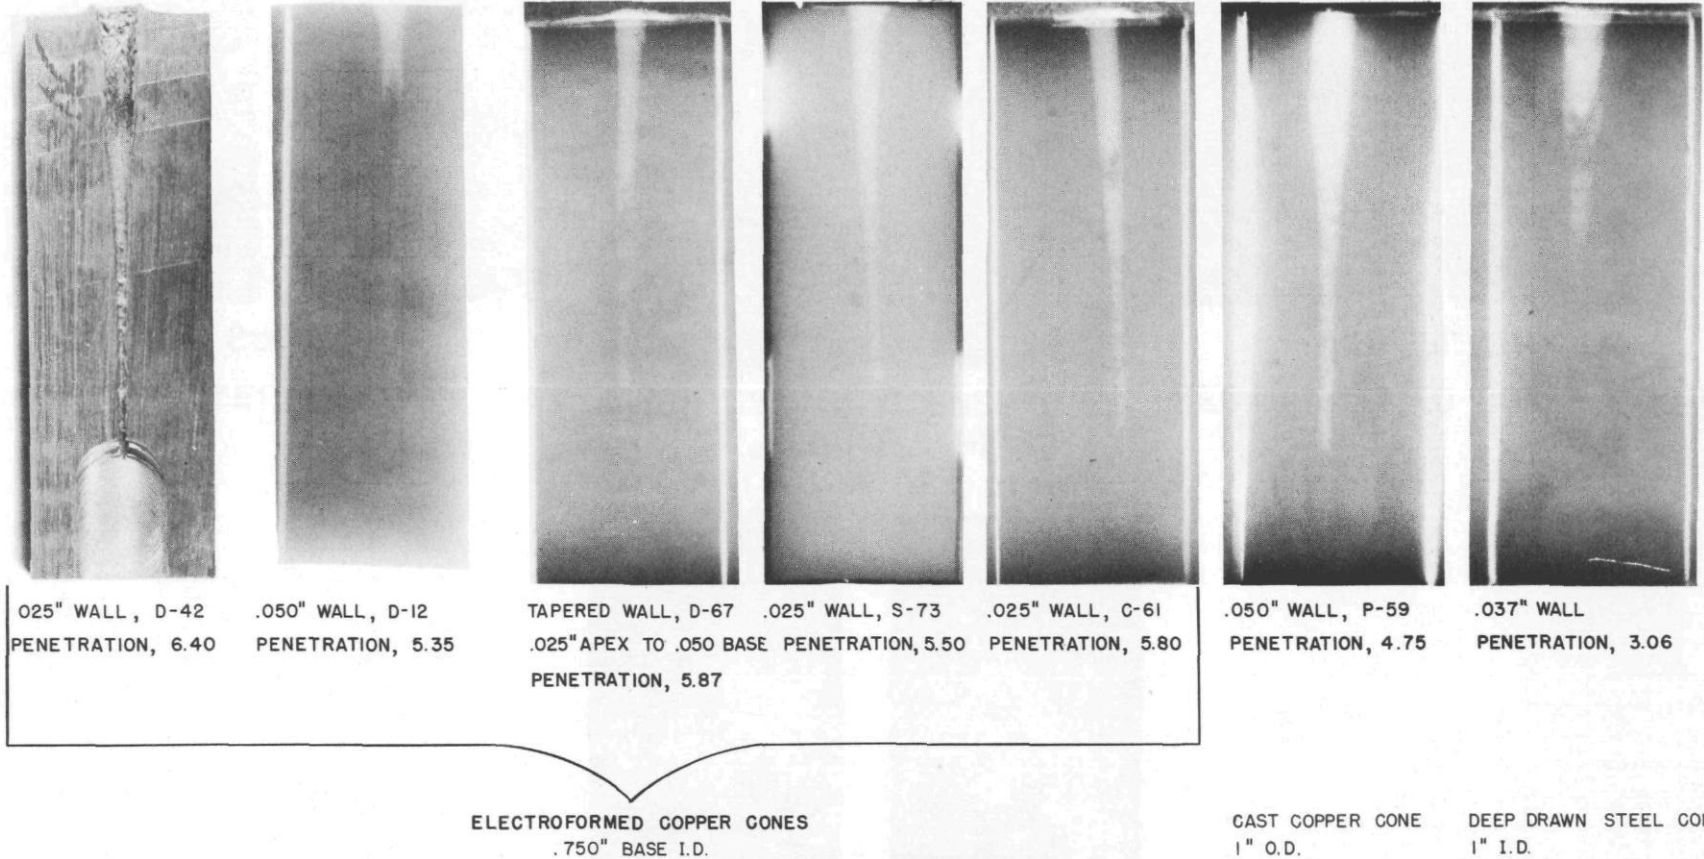 025" WALL, D-42
PENETRATION, 6.40
.050" WALL, D-12
PENETRATION, 5.35
TAPERED WALL, D-67
.025" APEX TO .050 BASE
PENETRATION, 5.87
.025" WALL, S-73
PENETRATION, 5.50
.025" WALL, C-61
PENETRATION, 5.80
.050" WALL, P-59
PENETRATION, 4.75
.037" WALL
PENETRATION, 3.06
ELECTROFORMED COPPER CONES
.750" BASE I.D.
CAST COPPER CONE
1" O.D.
DEEP DRAWN STEEL
1" I.D.